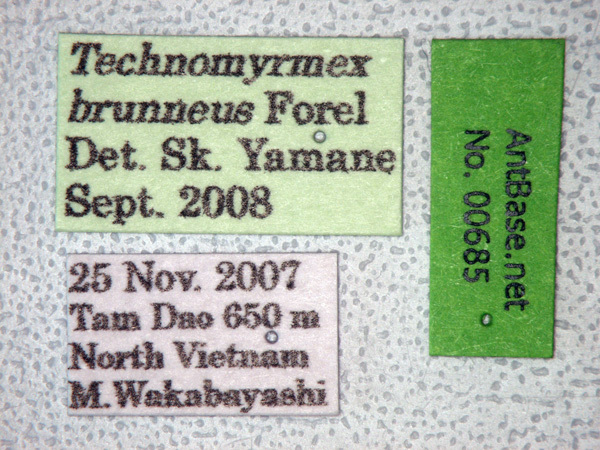 Technomyrmex
brunneus Forel
Det. Sk. Yamane
Sept. 2008
25 Nov. 2007
Tam Dao 650 m
North Vietnam
M. Wakabayashi
AntBase.net
No. 00685